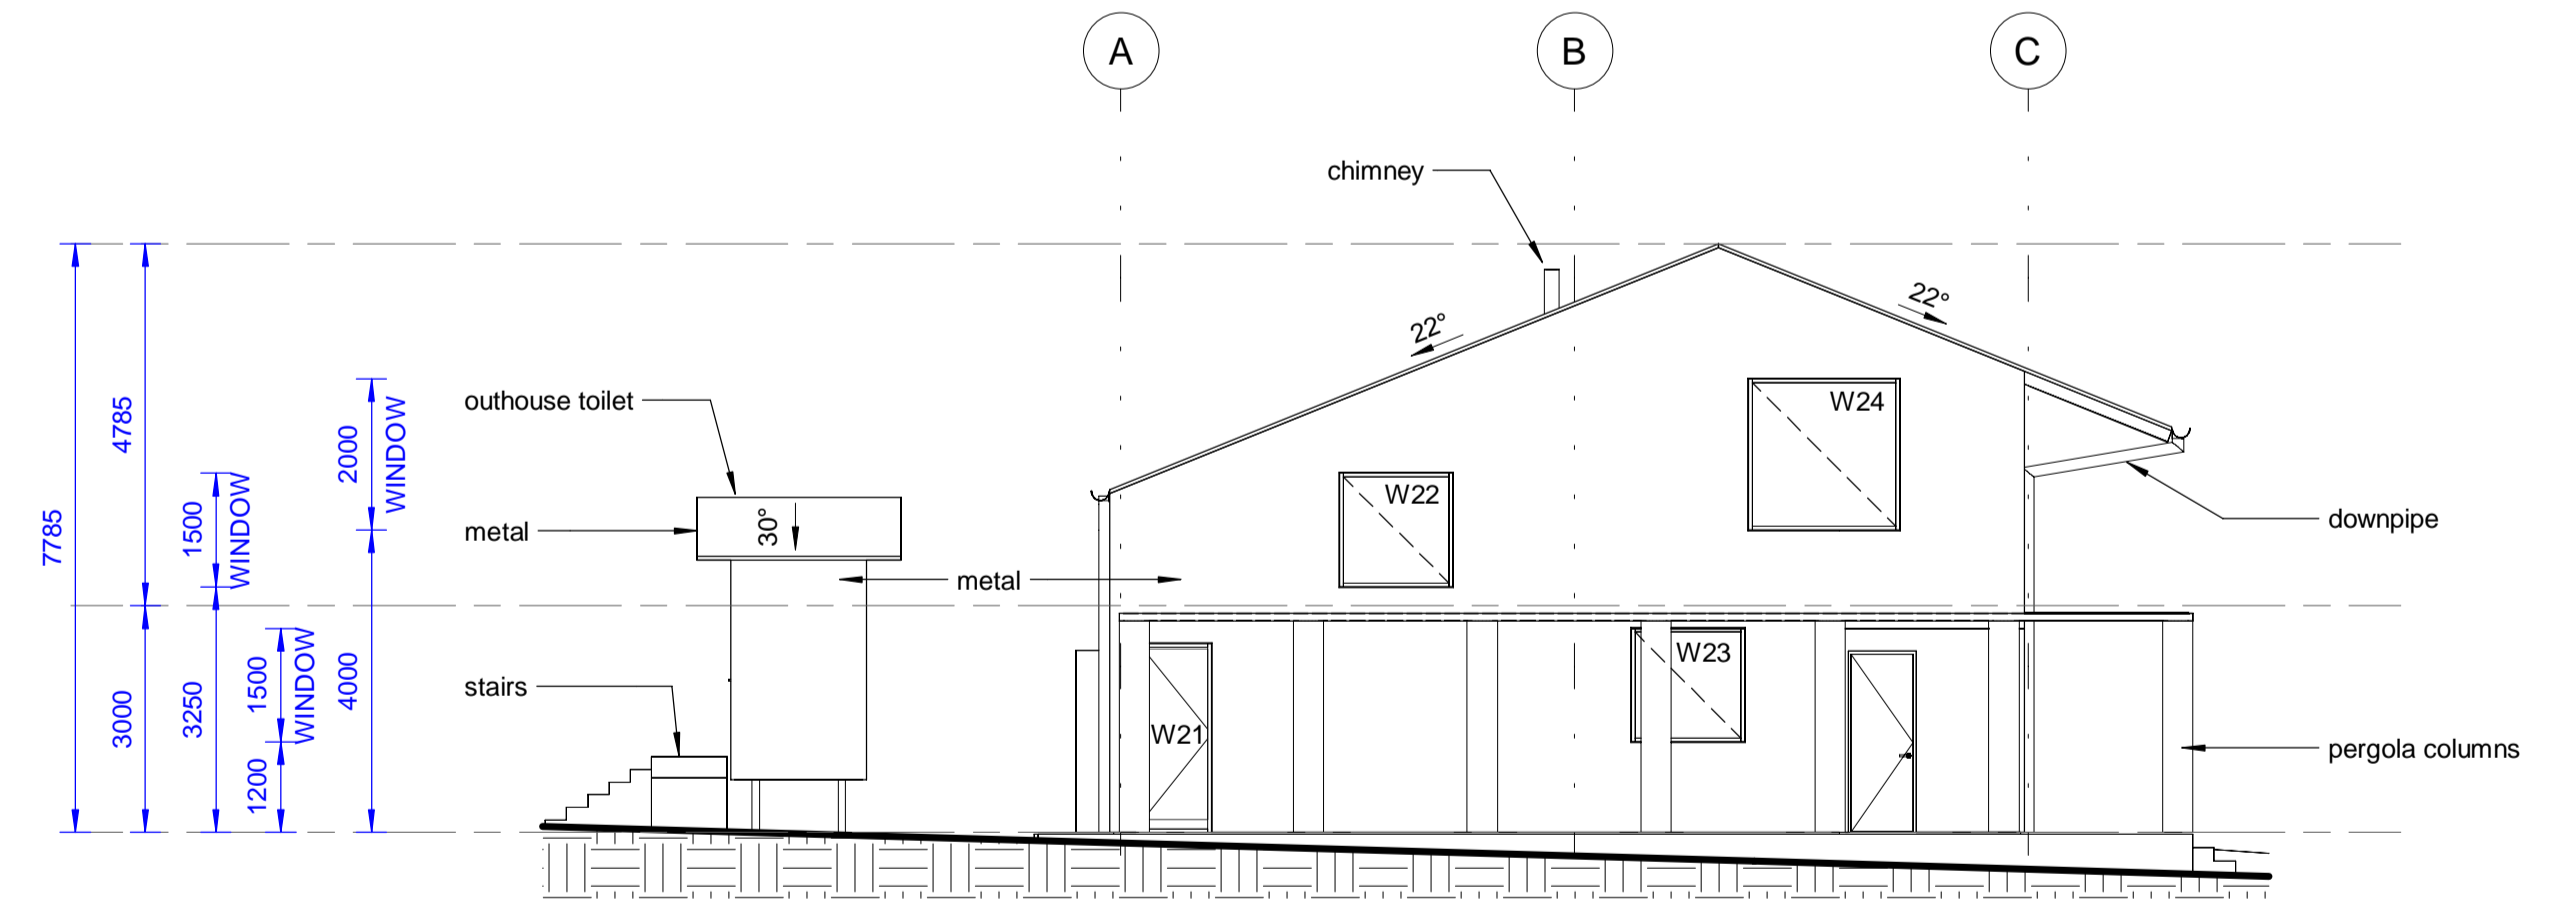 A
B
C
chimney
22°
22°
outhouse toilet
metal
30°
metal
stairs
W22
W24
W23
W21
downpipe
pergola columns
7785
4785
3000
1500
WINDOW
3250
1500
WINDOW
1200
2000
WINDOW
4000